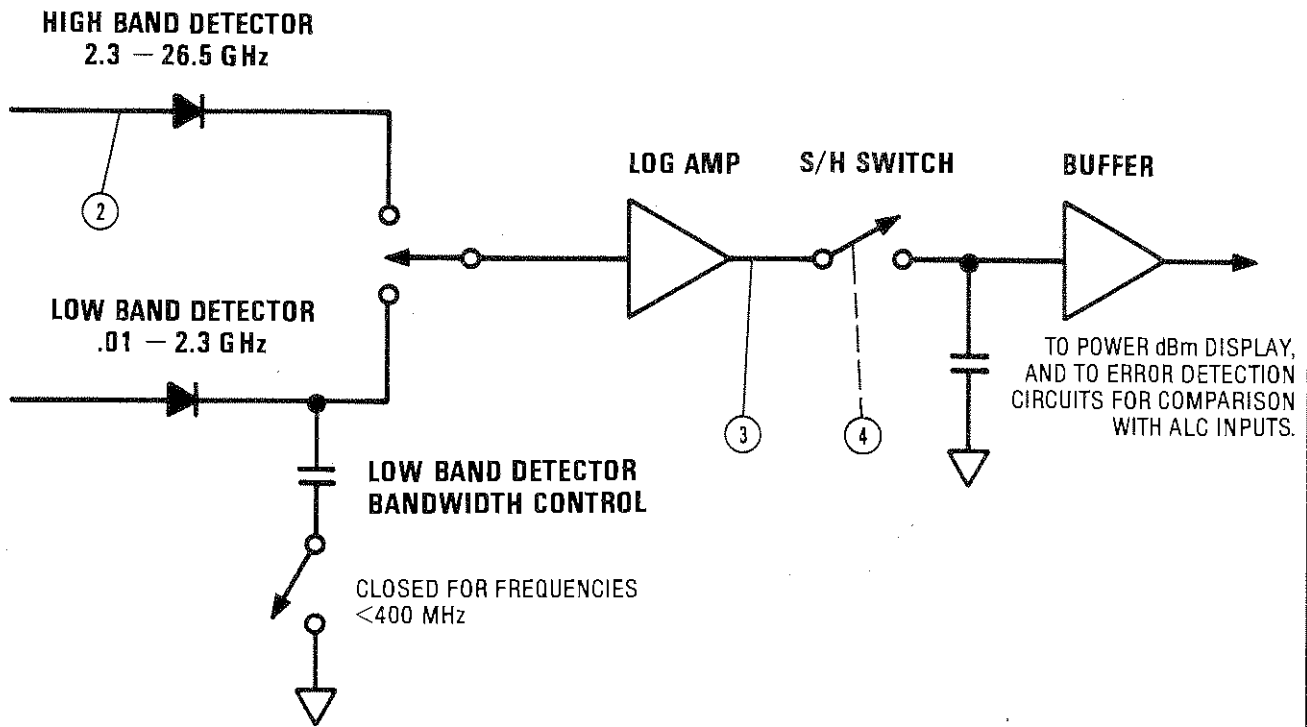 HIGH BAND DETECTOR
2.3 — 26.5 GHz
2
LOG AMP
S/H SWITCH
BUFFER
3
4
LOW BAND DETECTOR
.01 — 2.3 GHz
TO POWER dBm DISPLAY,
AND TO ERROR DETECTION
CIRCUITS FOR COMPARISON
WITH ALC INPUTS.
LOW BAND DETECTOR
BANDWIDTH CONTROL
CLOSED FOR FREQUENCIES
<400 MHz